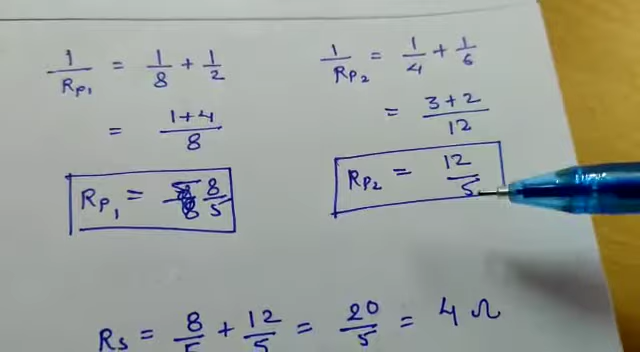 1/Rp₁ = 1/8 + 1/2
= 1+4/8
Rp₁ = 8/5
1/Rp₂ = 1/4 + 1/6
= 3+2/12
Rp₂ = 12/5
Rs = 8/5 + 12/5 = 20/5 = 4 Ω